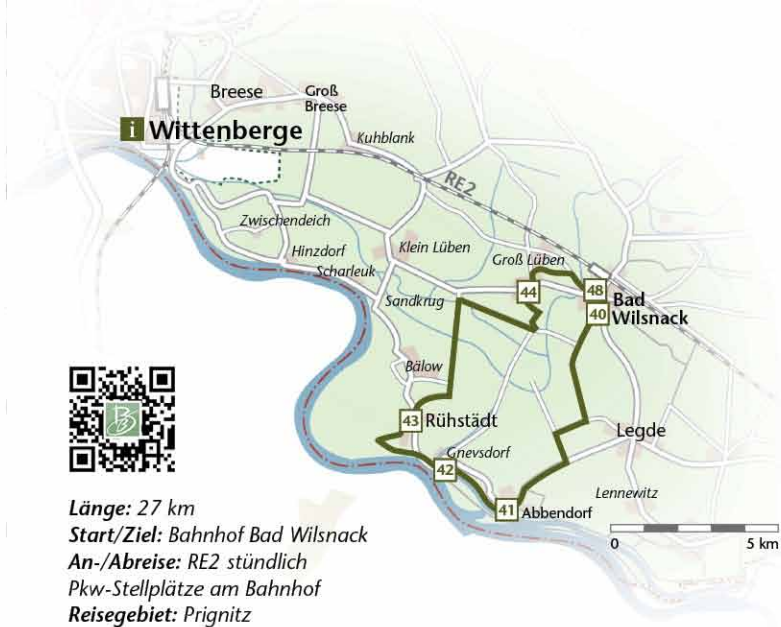 Breese
Groß
Breese
i Wittenberge
Kuhblank
RE2
Zwischendeich
Hinzdorf
Klein Lüben
Groß Lüben
Scharleuk
Sandkrug
44
48
Bad
40
Wilsnack
Bälow
43 Rühstädt
Legde
Gnevsdorf
42
Lennewitz
41 Abbendorf
0 5 km
BB
Länge: 27 km
Start/Ziel: Bahnhof Bad Wilsnack
An-/Abreise: RE2 stündlich
Pkw-Stellplätze am Bahnhof
Reisegebiet: Prignitz